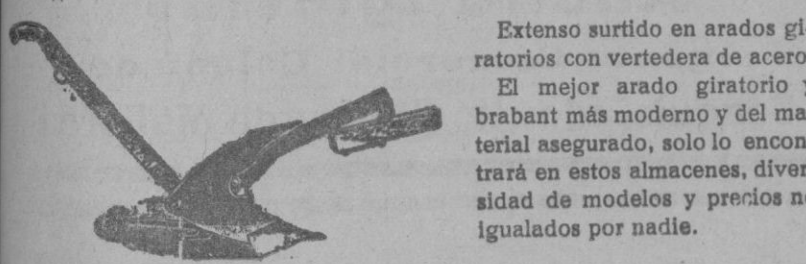 Extenso surtido en arados gi-
ratorios con vertedera de acero
El mejor arado giratorio y
brabant más moderno y del ma-
terial asegurado, solo lo encon-
trará en estos almacenes, diver-
sidad de modelos y precios no
igualados por nadie.